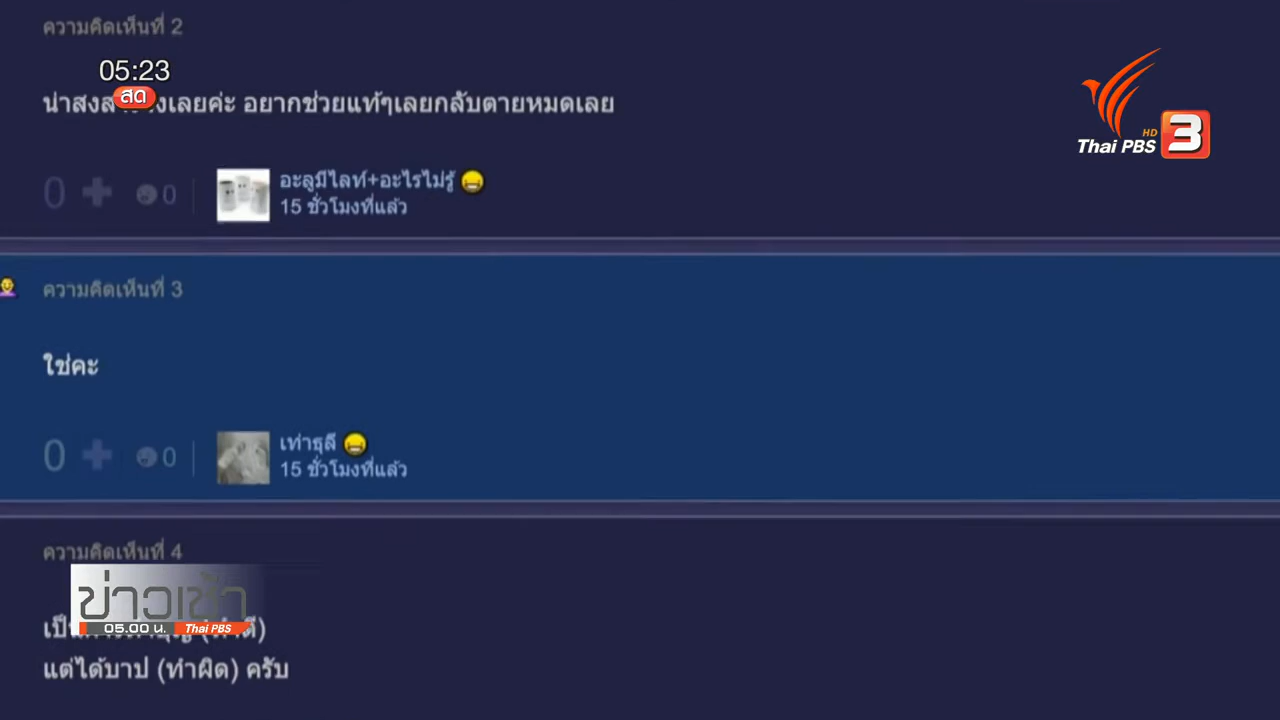 ความคิดเห็นที่ 2
05:23
สด
น่าสงสารจังเลยค่ะ อยากช่วยแท้ๆเลยกลับตายหมดเลย
0 0
อะลูมิไลท์+อะไรไม่รู้
15 ชั่วโมงที่แล้ว
HD
Thai PBS 3
ความคิดเห็นที่ 3
ใช่คะ
0 0
เท่าธุลี
15 ชั่วโมงที่แล้ว
ความคิดเห็นที่ 4
ข่าวเช้า
05.00 น. Thai PBS
แต่ได้บาป (ทำผิด) ครับ